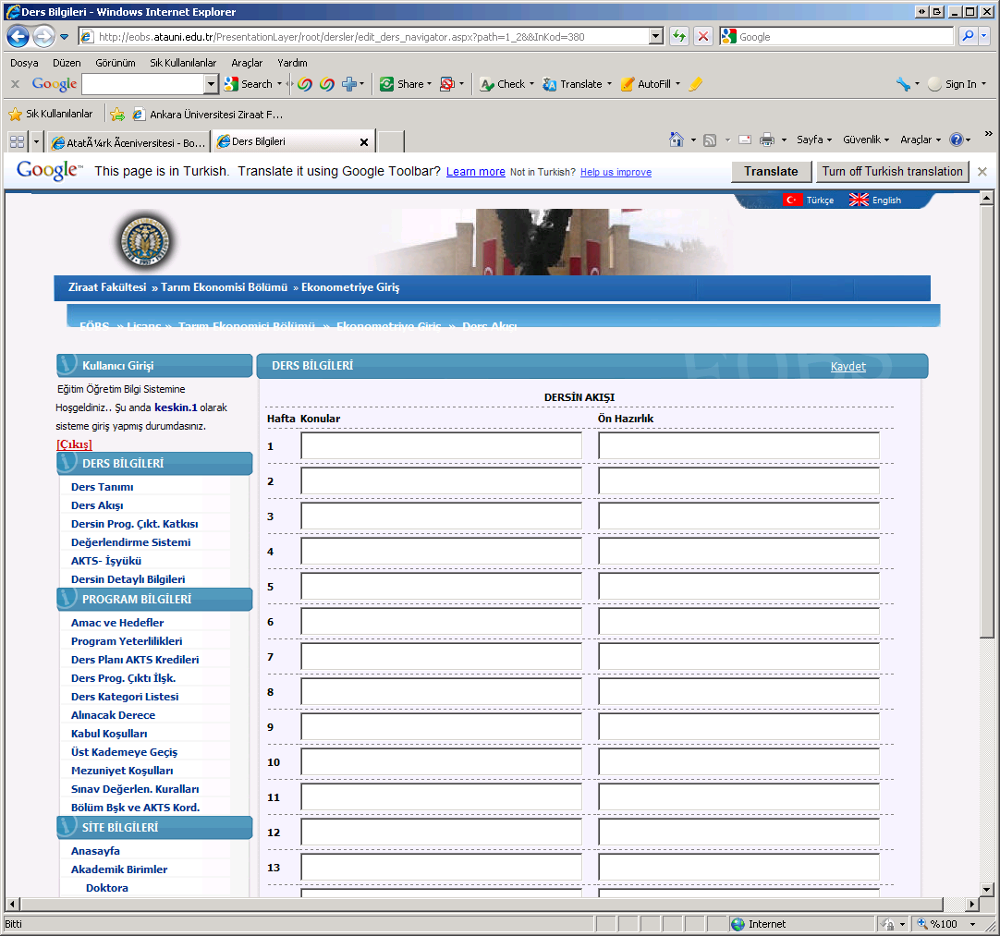 Ders Bilgileri - Windows Internet Explorer
http://eobs.atauni.edu.tr/PresentationLayer/root/dersler/edit_ders_navigator.aspx?path=1_2&&InKod=380
Google
Dosya Düzen Görünüm Sık Kullanılanlar Araçlar Yardım
x Google Search Share Check Translate AutoFill Sign In
Sık Kullanılanlar Ankara Üniversitesi Ziraat F...
AtatÃ¼rk Ãœeniversitesi - Bo... Ders Bilgileri Sayfa Güvenlik Araçlar »
Google™ This page is in Turkish. Translate it using Google Toolbar? Learn more Not in Turkish? Help us improve Translate Turn off Turkish translation
Türkçe English
Ziraat Fakültesi » Tarım Ekonomisi Bölümü » Ekonometriye Giriş
EÖBS » Lisans » Tarım Ekonomisi Bölümü » Ekonometriye Giriş » Ders Akışı
Kullanıcı Girişi
Eğitim Öğretim Bilgi Sistemine
Hoşgeldiniz.. Şu anda keskin.1 olarak
sisteme giriş yapmış durumdasınız.
[Çıkış]
DERS BİLGİLERİ
Ders Tanımı
Ders Akışı
Dersin Prog. Çıkt. Katkısı
Değerlendirme Sistemi
AKTS- İşyükü
Dersin Detaylı Bilgileri
PROGRAM BİLGİLERİ
Amac ve Hedefler
Program Yeterlilikleri
Ders Planı AKTS Kredileri
Ders Prog. Çıktı İlşk.
Ders Kategori Listesi
Alınacak Derece
Kabul Koşulları
Üst Kademeye Geçiş
Mezuniyet Koşulları
Sınav Değerlen. Kuralları
Bölüm Bşk ve AKTS Kord.
SİTE BİLGİLERİ
Anasayfa
Akademik Birimler
Doktora
DERS BİLGİLERİ EOBS Kaydet
DERSİN AKIŞI
Hafta Konular Ön Hazırlık
1
2
3
4
5
6
7
8
9
10
11
12
13
Bitti Internet %100